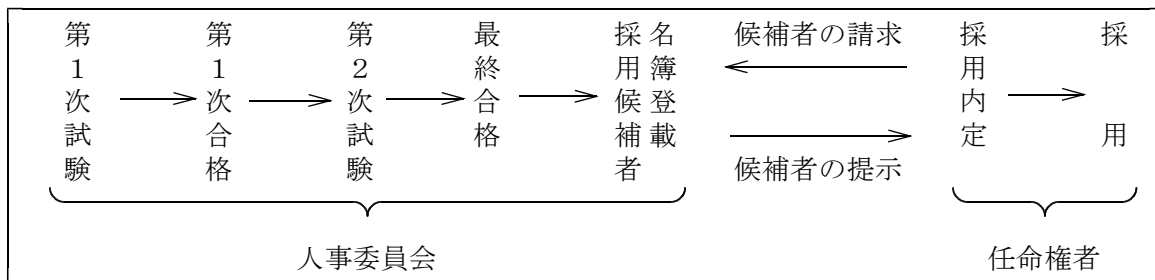 第1次試験
第1次合格
第2次試験
最終合格
採用候補者
名簿登載
候補者の請求
候補者の提示
採用内定
採用
人事委員会
任命権者